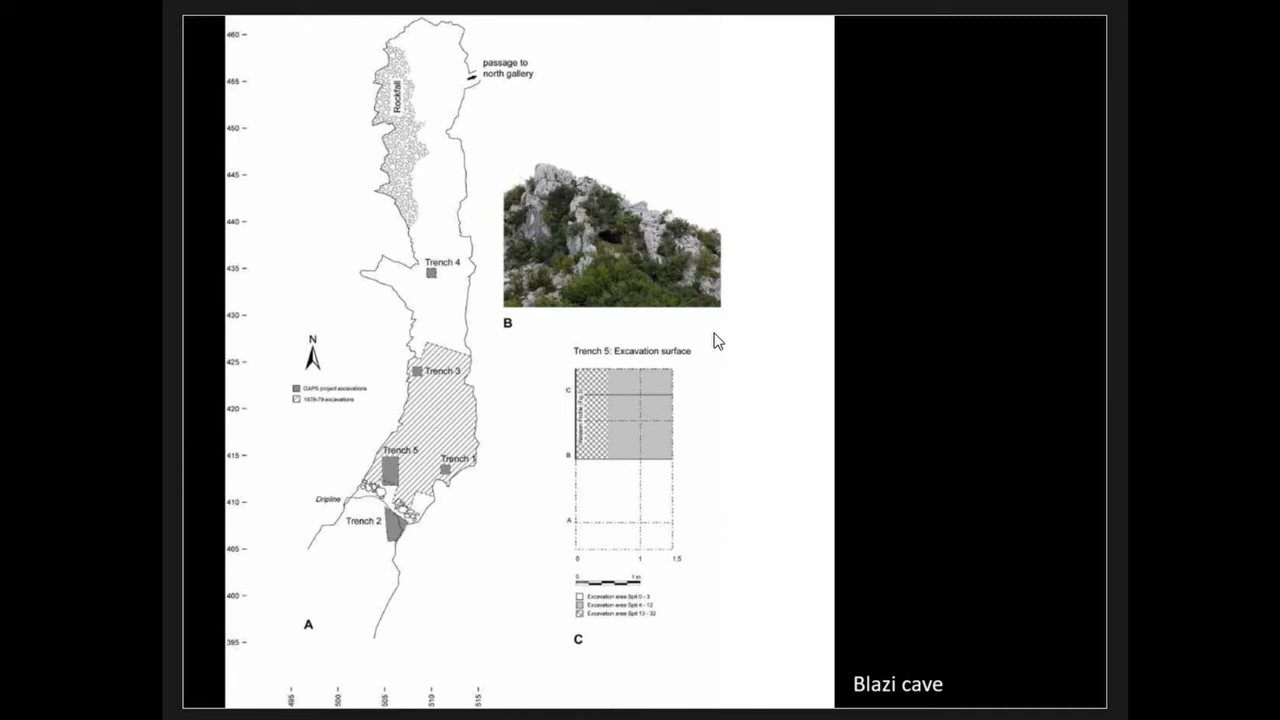 460
455
450
445
440
435
430
425
420
415
410
405
400
395
495
500
505
510
515
passage to
north gallery
Rockfall
Trench 4
N
Trench 3
GAPS project excavations
1978-79 excavations
Trench 5
Trench 1
Dripline
Trench 2
A
B
Trench 5: Excavation surface
C
B
A
0
1
1,5
0
1 m
Excavation area Spit 0 - 3
Excavation area Spit 4 - 12
Excavation area Spit 13 - 32
C
Blazi cave